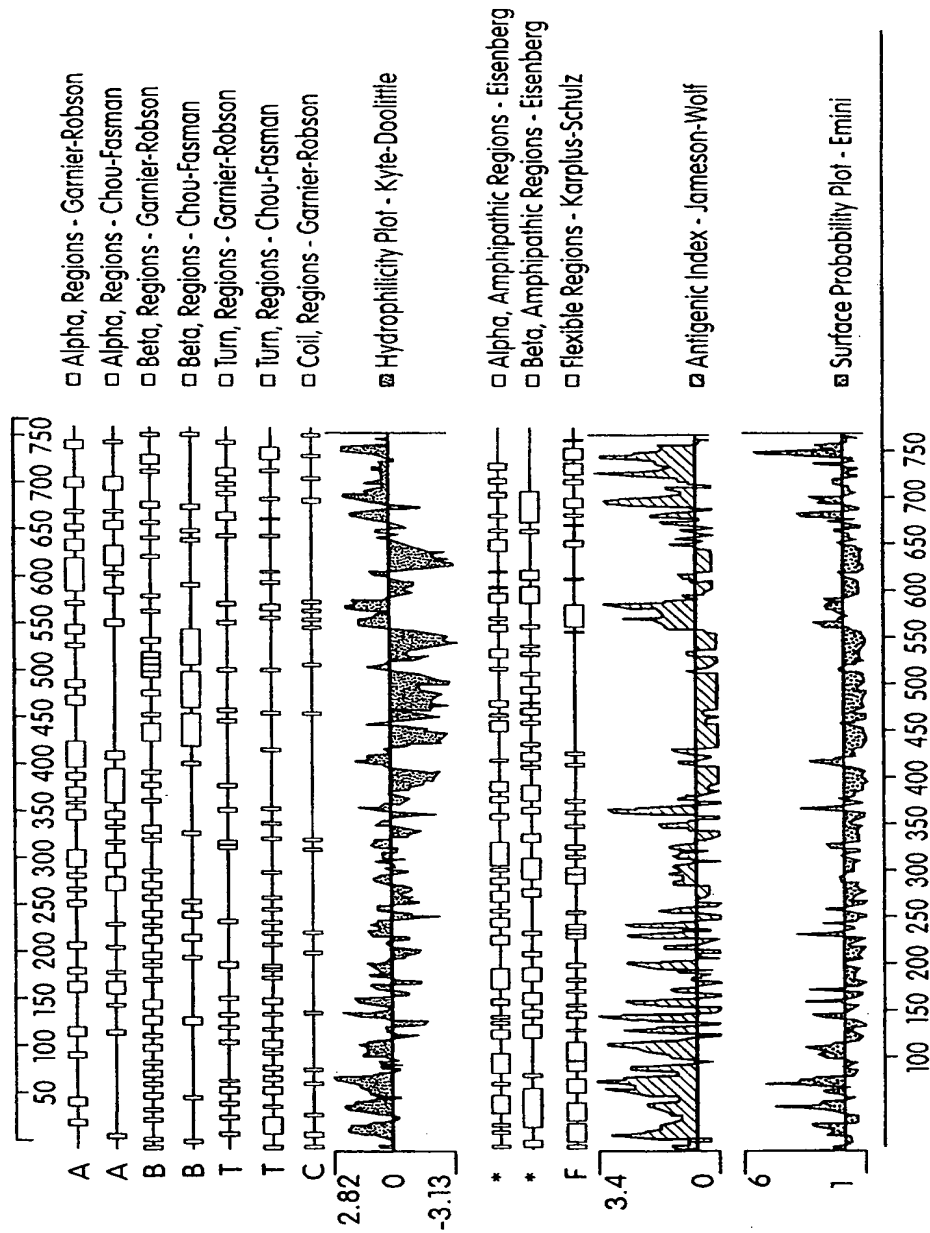 50 100 150 200 250 300 350 400 450 500 550 600 650 700 750
A □ Alpha, Regions - Garnier-Robson
A □ Alpha, Regions - Chou-Fasman
B □ Beta, Regions - Garnier-Robson
B □ Beta, Regions - Chou-Fasman
T □ Turn, Regions - Garnier-Robson
T □ Turn, Regions - Chou-Fasman
C □ Coil, Regions - Garnier-Robson
2.82
0
-3.13
Hydrophilicity Plot - Kyte-Doolittle
* □ Alpha, Amphipathic Regions - Eisenberg
* □ Beta, Amphipathic Regions - Eisenberg
F □ Flexible Regions - Karplus-Schulz
3.4
0
Antigenic Index - Jameson-Wolf
6
1
Surface Probability Plot - Emini
100 150 200 250 300 350 400 450 500 550 600 650 700 750